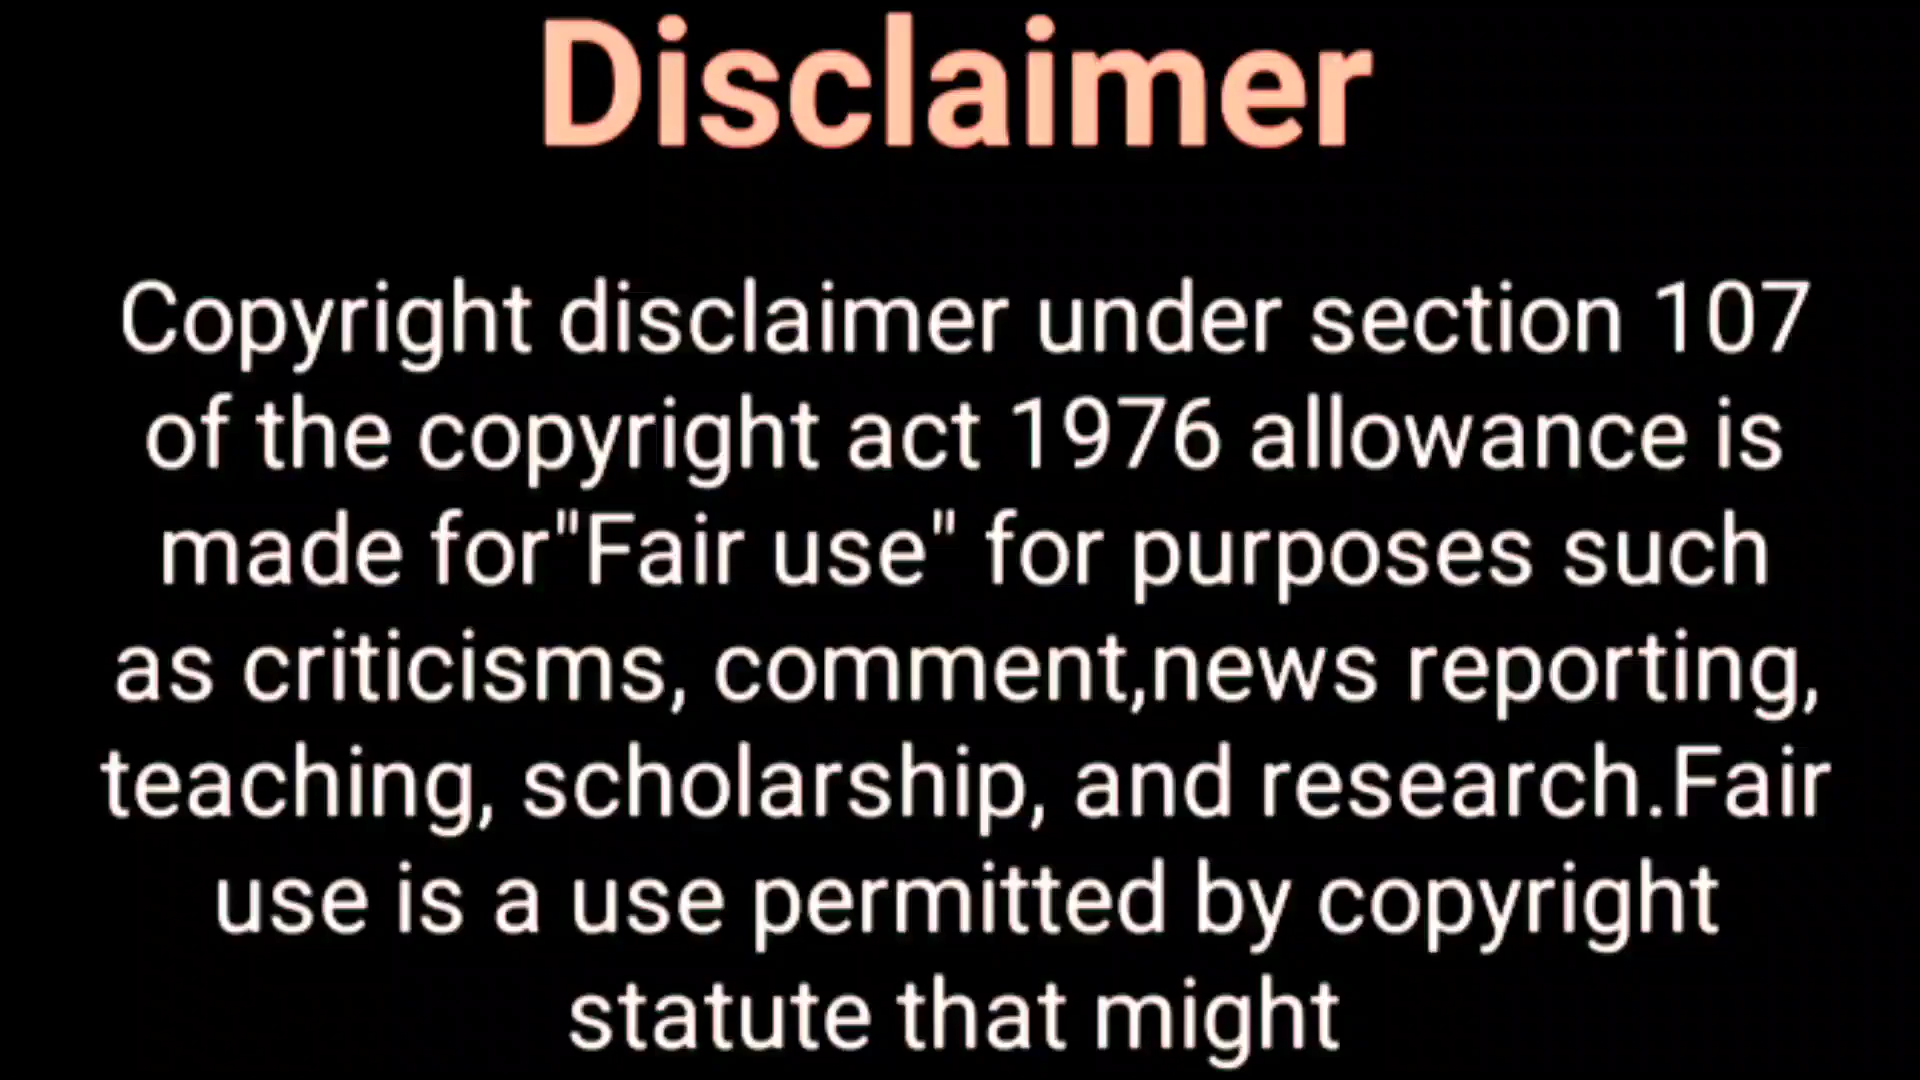 Disclaimer
Copyright disclaimer under section 107
of the copyright act 1976 allowance is
made for"Fair use" for purposes such
as criticisms, comment,news reporting,
teaching, scholarship, and research.Fair
use is a use permitted by copyright
statute that might